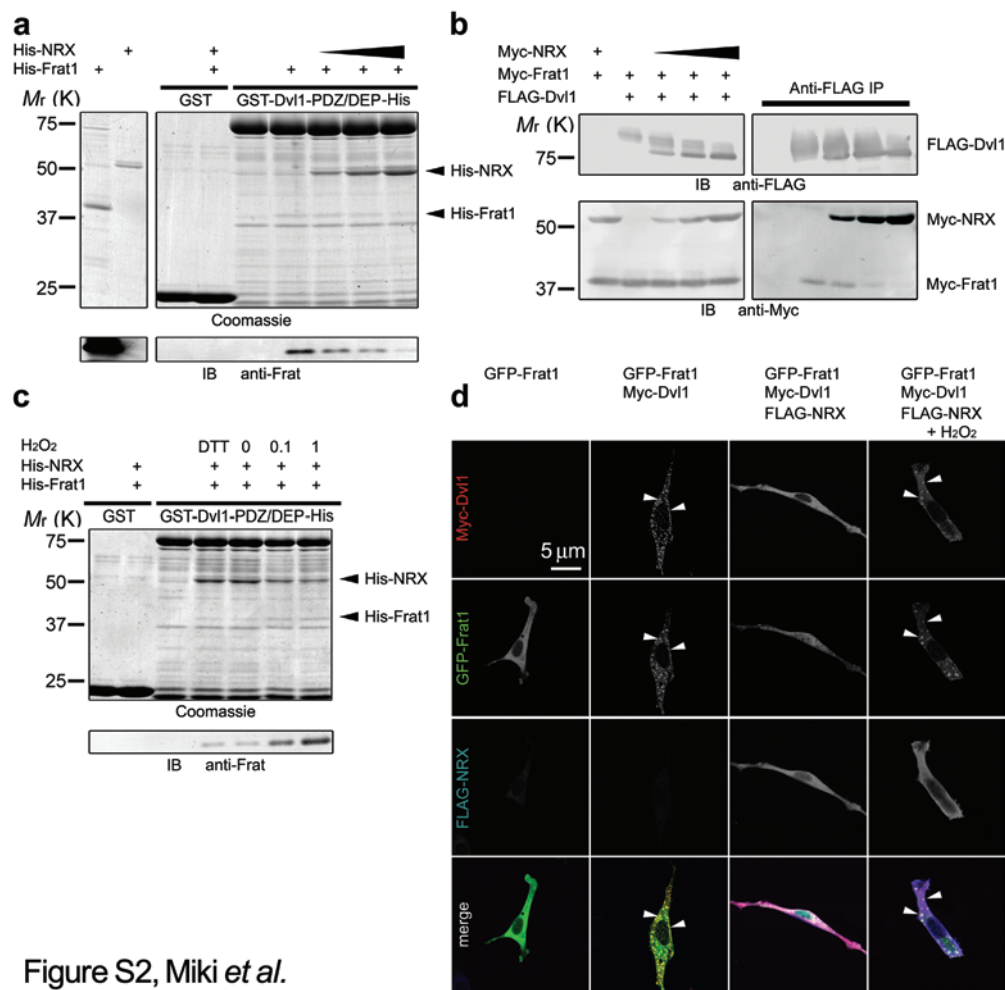 a
His-NRX + +
His-Frat1 + + + + + +
Mr (K) GST GST-Dvl1-PDZ/DEP-His
75
50
37
25
His-NRX
His-Frat1
Coomassie
IB anti-Frat
b
Myc-NRX +
Myc-Frat1 + + + + +
FLAG-Dvl1 + + + +
Anti-FLAG IP
Mr (K)
75
FLAG-Dvl1
IB anti-FLAG
50
37
Myc-NRX
Myc-Frat1
IB anti-Myc
c
H2O2 DTT 0 0.1 1
His-NRX + + + + +
His-Frat1 + + + + +
Mr (K) GST GST-Dvl1-PDZ/DEP-His
75
50
37
25
His-NRX
His-Frat1
Coomassie
IB anti-Frat
d
GFP-Frat1
GFP-Frat1
Myc-Dvl1
GFP-Frat1
Myc-Dvl1
FLAG-NRX
GFP-Frat1
Myc-Dvl1
FLAG-NRX
+ H2O2
Myc-Dvl1
5 μm
GFP-Frat1
FLAG-NRX
merge
Figure S2, Miki et al.